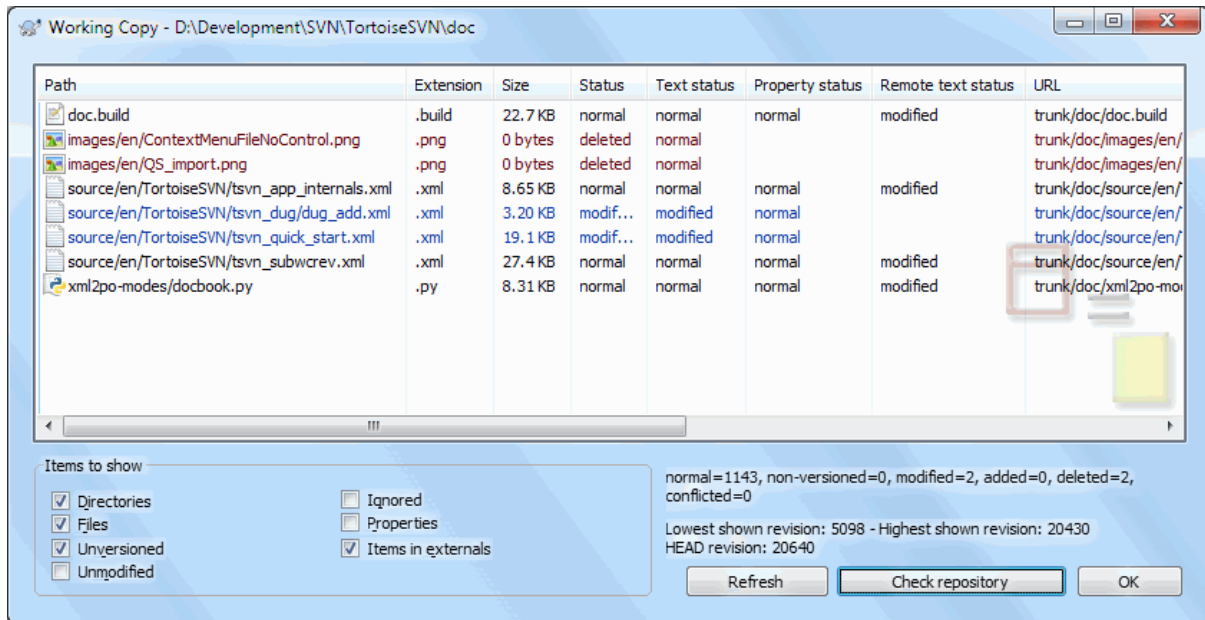 Working Copy - D:\Development\SVN\TortoiseSVN\doc
Path Extension Size Status Text status Property status Remote text status URL
doc.build .build 22.7 KB normal normal normal modified trunk/doc/doc.build
images/en/ContextMenuFileNoControl.png .png 0 bytes deleted normal trunk/doc/images/en/
images/en/QS_import.png .png 0 bytes deleted normal trunk/doc/images/en/
source/en/TortoiseSVN/tsvn_app_internals.xml .xml 8.65 KB normal normal normal modified trunk/doc/source/en/
source/en/TortoiseSVN/tsvn_dug/dug_add.xml .xml 3.20 KB modif... modified normal trunk/doc/source/en/
source/en/TortoiseSVN/tsvn_quick_start.xml .xml 19.1 KB modif... modified normal trunk/doc/source/en/
source/en/TortoiseSVN/tsvn_subwcrev.xml .xml 27.4 KB normal normal normal modified trunk/doc/source/en/
xml2po-modes/docbook.py .py 8.31 KB normal normal normal modified trunk/doc/xml2po-mo
Items to show
Directories Ignored
Files Properties
Unversioned Items in externals
Unmodified
normal=1143, non-versioned=0, modified=2, added=0, deleted=2,
conflicted=0
Lowest shown revision: 5098 - Highest shown revision: 20430
HEAD revision: 20640
Refresh Check repository OK